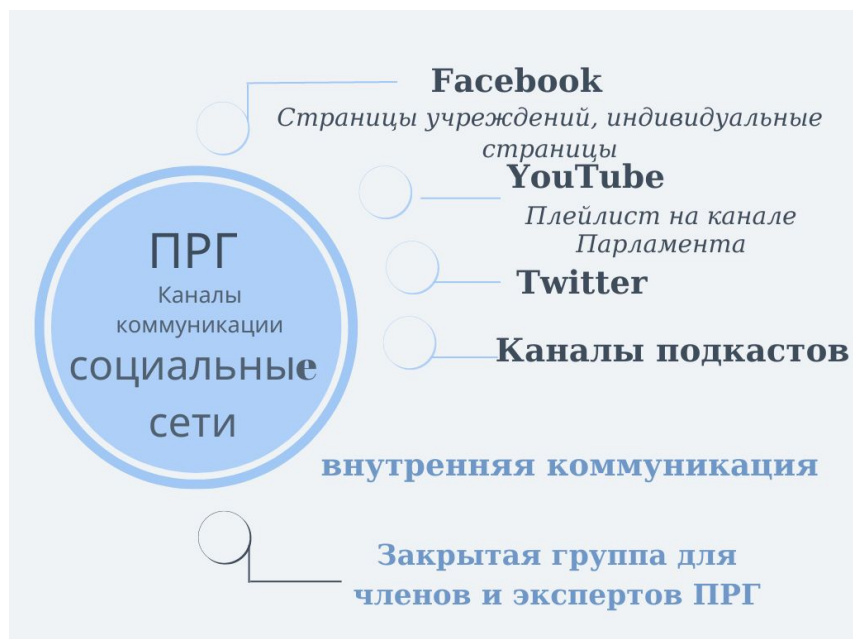 Facebook
Страницы учреждений, индивидуальные
страницы
YouTube
Плейлист на канале
Парламента
Twitter
Каналы подкастов
ПРГ
Каналы
коммуникации
социальные
сети
внутренняя коммуникация
Закрытая группа для
членов и экспертов ПРГ